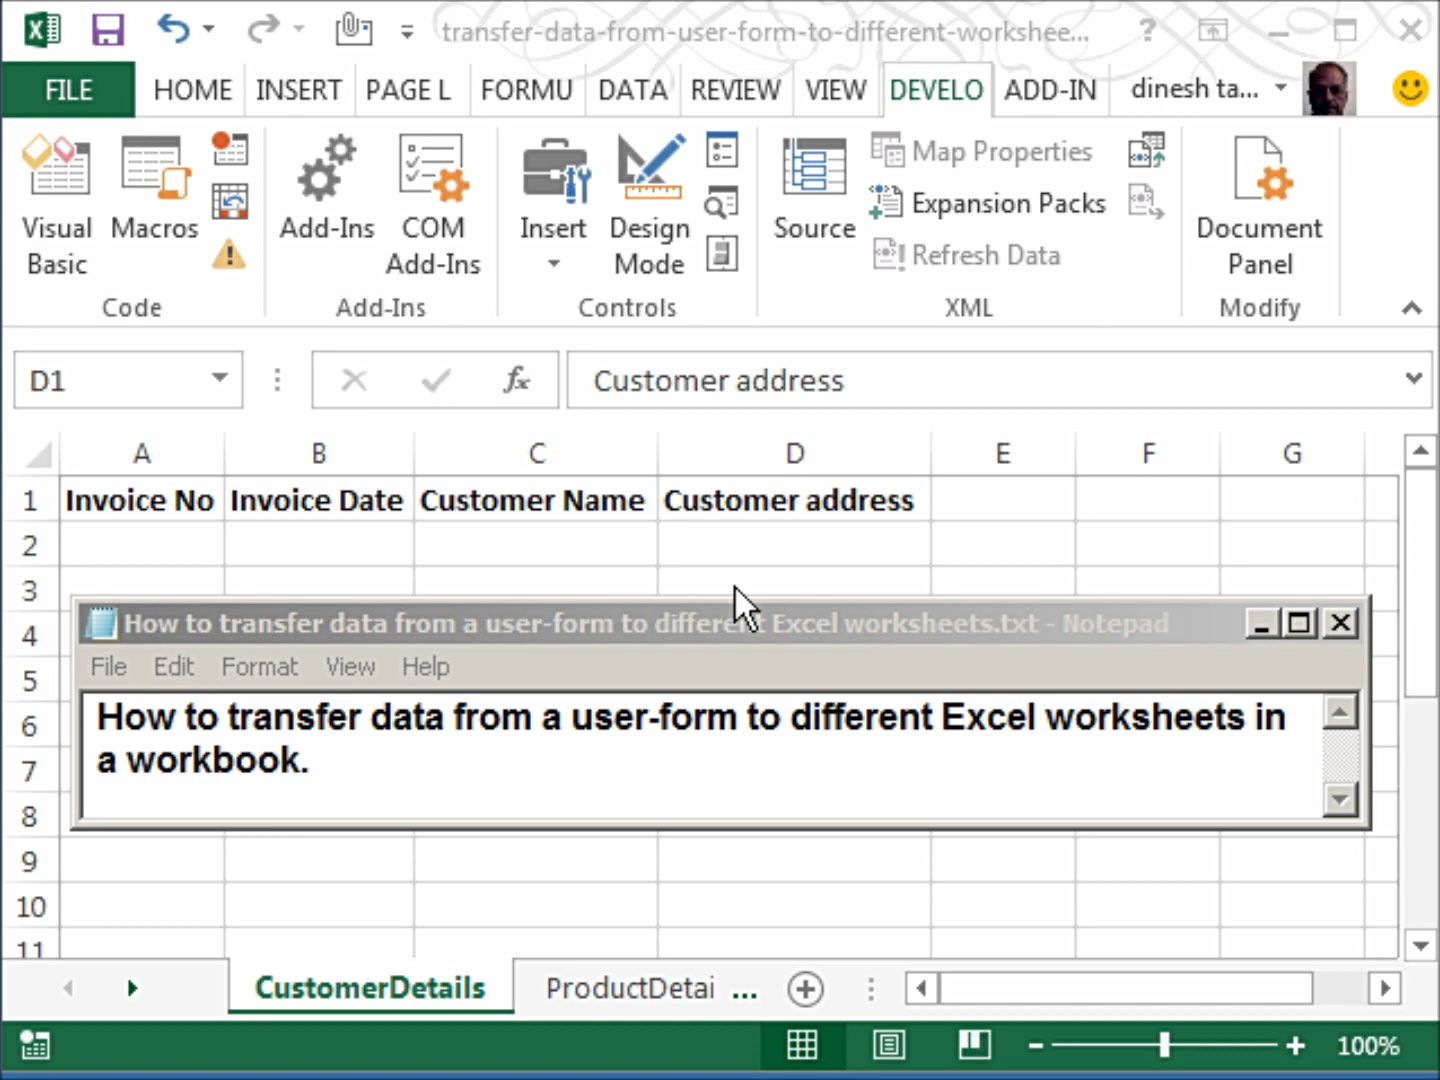 transfer-data-from-user-form-to-different-workshee... ?
FILE HOME INSERT PAGE L FORMU DATA REVIEW VIEW DEVELO ADD-IN dinesh ta...
Visual Basic
Macros
Code
Add-Ins
COM Add-Ins
Add-Ins
Insert
Design Mode
Controls
Source
Map Properties
Expansion Packs
Refresh Data
XML
Document Panel
Modify
D1 fx Customer address
A B C D E F G
1 Invoice No Invoice Date Customer Name Customer address
2
3
How to transfer data from a user-form to different Excel worksheets.txt - Notepad
4
File Edit Format View Help
5
How to transfer data from a user-form to different Excel worksheets in
6
a workbook.
7
8
9
10
11
CustomerDetails ProductDetai ...
100%